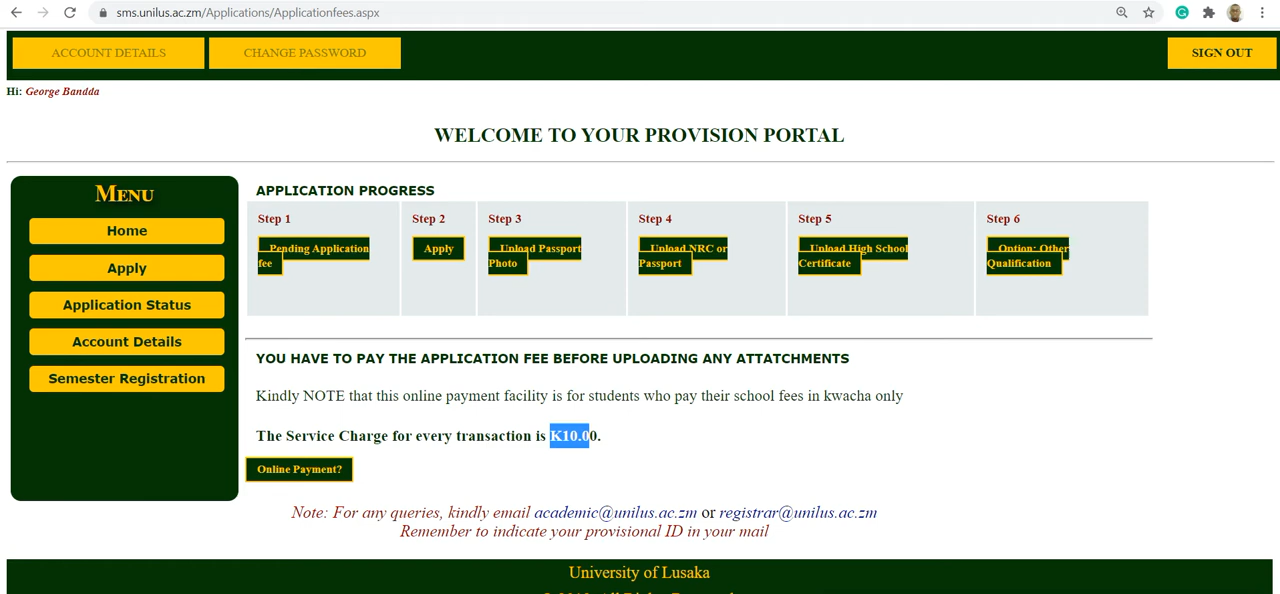 sms.unilus.ac.zm/Applications/Applicationfees.aspx
ACCOUNT DETAILS
CHANGE PASSWORD
SIGN OUT
Hi: George Bandda
WELCOME TO YOUR PROVISION PORTAL
MENU
Home
Apply
Application Status
Account Details
Semester Registration
APPLICATION PROGRESS
Step 1
Pending Application
fee
Step 2
Apply
Step 3
Upload Passport
Photo
Step 4
Upload NRC or
Passport
Step 5
Upload High School
Certificate
Step 6
Option: Other
Qualification
YOU HAVE TO PAY THE APPLICATION FEE BEFORE UPLOADING ANY ATTATCHMENTS
Kindly NOTE that this online payment facility is for students who pay their school fees in kwacha only
The Service Charge for every transaction is K10.00.
Online Payment?
Note: For any queries, kindly email academic@unilus.ac.zm or registrar@unilus.ac.zm
Remember to indicate your provisional ID in your mail
University of Lusaka